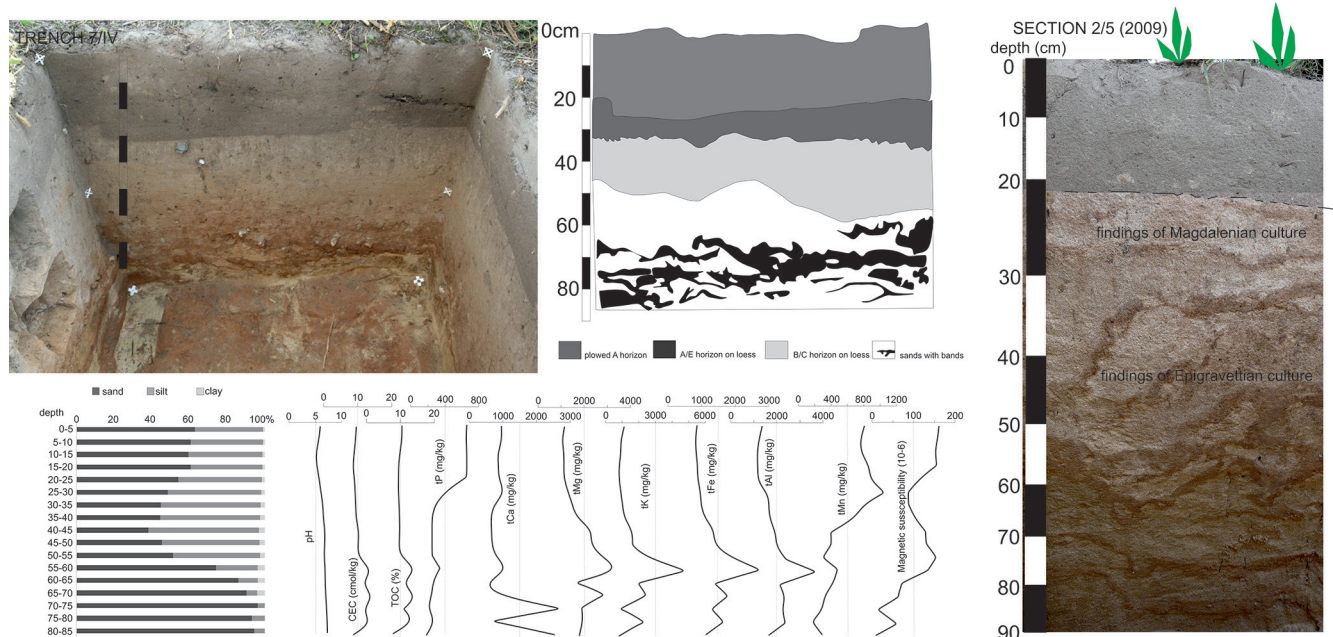 TRENCH 7/IV
0cm
20
40
60
80
plowed A horizon
A/E horizon on loess
B/C horizon on loess
sands with bands
SECTION 2/5 (2009)
depth (cm)
0
10
20
30
40
50
60
70
80
90
findings of Magdalenian culture
findings of Epigravettian culture
sand
silt
clay
depth
0 20 40 60 80 100%
0-5
5-10
10-15
15-20
20-25
25-30
30-35
35-40
40-45
45-50
50-55
55-60
60-65
65-70
70-75
75-80
80-85
0 10 0 10 20 400 800 0 2000 4000 0 3000 6000 0 400 800 1200
0 5 10 0 10 20 0 1000 2000 3000 0 3000 6000 2000 3000 4000 0 100 200
pH
CEC (cmol/kg)
TOC (%)
tP (mg/kg)
tCa (mg/kg)
tMg (mg/kg)
tK (mg/kg)
tFe (mg/kg)
tAl (mg/kg)
tMn (mg/kg)
Magnetic sussceptibility (10-6)